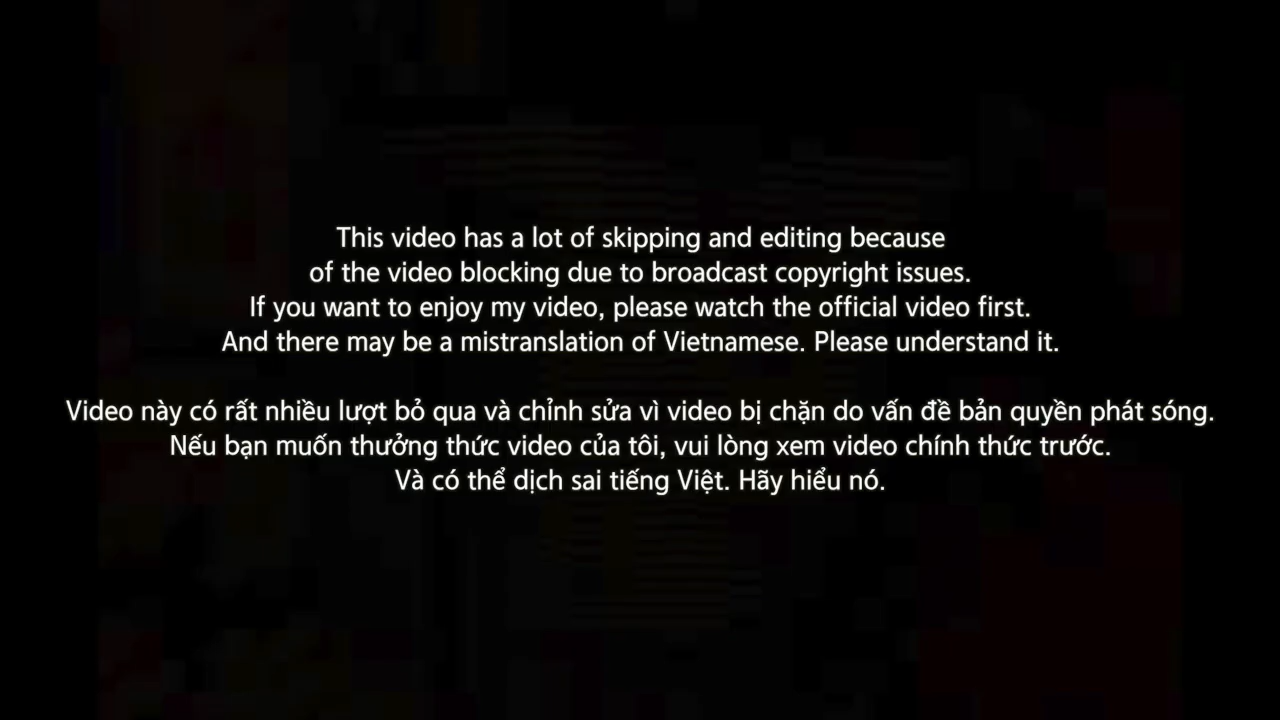 This video has a lot of skipping and editing because
of the video blocking due to broadcast copyright issues.
If you want to enjoy my video, please watch the official video first.
And there may be a mistranslation of Vietnamese. Please understand it.
Video này có rất nhiều lượt bỏ qua và chỉnh sửa vì video bị chặn do vấn đề bản quyền phát sóng.
Nếu bạn muốn thưởng thức video của tôi, vui lòng xem video chính thức trước.
Và có thể dịch sai tiếng Việt. Hãy hiểu nó.